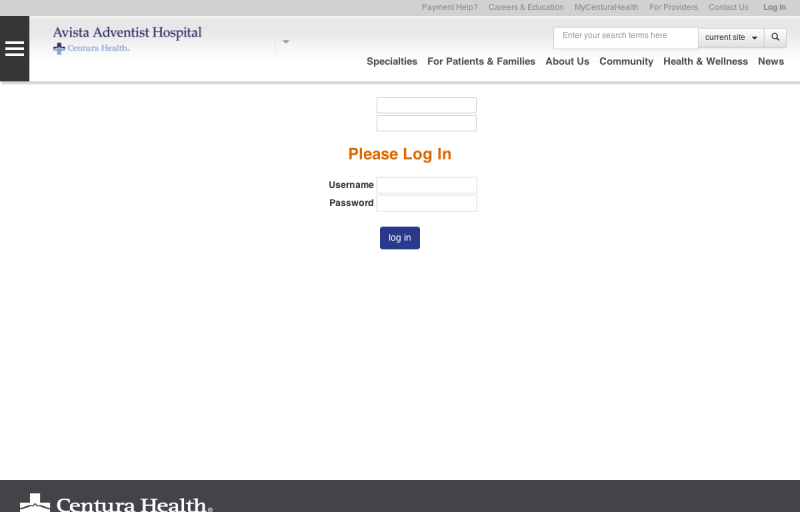 Payment Help? Careers & Education MyCenturaHealth For Providers Contact Us Log In
Avista Adventist Hospital
Centura Health.
Enter your search terms here current site
Specialties For Patients & Families About Us Community Health & Wellness News
Please Log In
Username
Password
log in
Centura Health®